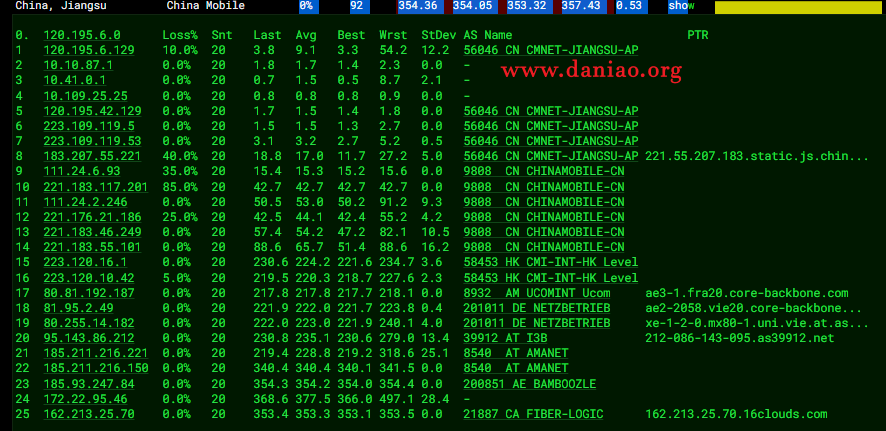 China, Jiangsu China Mobile 0% 92 354.36 354.05 353.32 357.43 0.53 show
0. 120.195.6.0 Loss% Snt Last Avg Best Wrst StDev AS Name PTR
1 120.195.6.129 10.0% 20 3.8 9.1 3.3 54.2 12.2 56046 CN CMNET-JIANGSU-AP
2 10.10.87.1 0.0% 20 1.7 1.8 1.4 2.3 0.0 -
www.daniao.org
3 10.41.0.1 0.0% 20 0.7 1.5 0.5 8.7 2.1 -
4 10.109.25.25 0.0% 20 0.8 0.8 0.8 0.9 0.0 -
5 120.195.42.129 0.0% 20 1.7 1.5 1.4 1.8 0.0 56046 CN CMNET-JIANGSU-AP
6 223.109.119.5 0.0% 20 1.5 1.5 1.3 2.7 0.0 56046 CN CMNET-JIANGSU-AP
7 223.109.119.53 0.0% 20 3.1 3.2 2.7 5.2 0.5 56046 CN CMNET-JIANGSU-AP
8 183.207.55.221 40.0% 20 18.8 17.0 11.7 27.2 5.0 56046 CN CMNET-JIANGSU-AP 221.55.207.183.static.js.chin...
9 111.24.6.93 35.0% 20 15.4 15.3 15.2 15.6 0.0 9808 CN CHINAMOBILE-CN
10 221.183.117.201 85.0% 20 42.7 42.7 42.7 42.7 0.0 9808 CN CHINAMOBILE-CN
11 111.24.2.246 0.0% 20 50.5 53.0 50.2 91.2 9.3 9808 CN CHINAMOBILE-CN
12 221.176.21.186 25.0% 20 42.5 44.1 42.4 55.2 4.2 9808 CN CHINAMOBILE-CN
13 221.183.46.249 0.0% 20 57.4 54.2 47.2 82.1 10.5 9808 CN CHINAMOBILE-CN
14 221.183.55.101 0.0% 20 88.6 65.7 51.4 88.6 16.2 9808 CN CHINAMOBILE-CN
15 223.120.16.1 0.0% 20 230.6 224.2 221.6 234.7 3.6 58453 HK CMI-INT-HK Level
16 223.120.10.42 5.0% 20 219.5 220.3 218.7 227.6 2.3 58453 HK CMI-INT-HK Level
17 80.81.192.187 0.0% 20 217.8 217.8 217.7 218.1 0.0 8932 AM UCOMINT Ucom ae3-1.fra20.core-backbone.com
18 81.95.2.49 0.0% 20 222.0 222.1 222.0 223.8 0.4 201011 DE NETZBETRIEB ae2-2058.vie20.core-backbone...
19 80.255.14.182 0.0% 20 222.0 223.0 221.9 240.1 4.0 201011 DE NETZBETRIEB xe-1-2-0.mx80-1.uni.vie.at.as...
20 95.143.86.212 0.0% 20 230.8 235.1 230.6 279.0 13.4 39912 AT I3B 212-086-143-095.as39912.net
21 185.211.216.221 0.0% 20 219.4 228.8 219.2 318.6 25.1 8540 AT AMANET
22 185.211.216.150 0.0% 20 340.4 340.4 340.1 341.5 0.0 8540 AT AMANET
23 185.93.247.84 0.0% 20 354.3 354.2 354.0 354.4 0.0 200851 AE BAMBOOZLE
24 172.22.95.46 0.0% 20 368.6 377.5 366.0 497.1 28.4 -
25 162.213.25.70 0.0% 20 353.4 353.3 353.1 353.5 0.0 21887 CA FIBER-LOGIC 162.213.25.70.16clouds.com